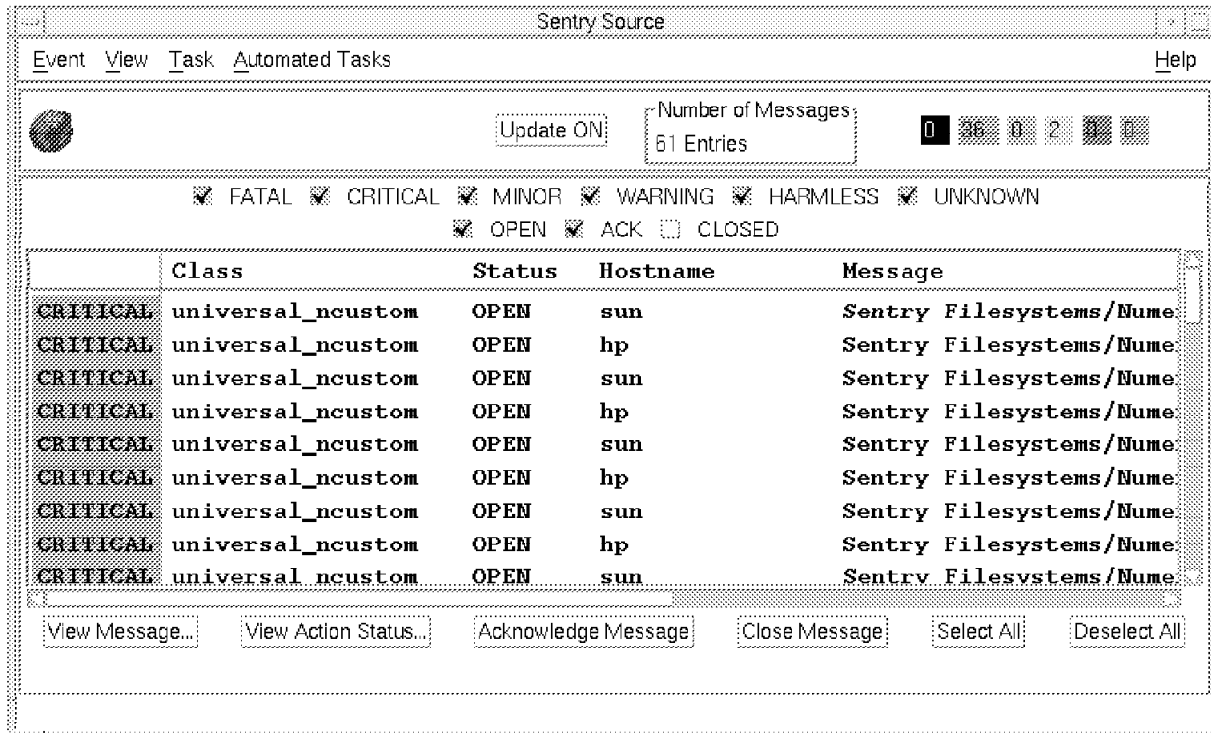 Sentry Source
Event View Task Automated Tasks Help
Update ON
Number of Messages
61 Entries
0 36 0 2 0
FATAL CRITICAL MINOR WARNING HARMLESS UNKNOWN
OPEN ACK CLOSED
Class Status Hostname Message
CRITICAL universal_ncustom OPEN sun Sentry Filesystems/Nume
CRITICAL universal_ncustom OPEN hp Sentry Filesystems/Nume
CRITICAL universal_ncustom OPEN sun Sentry Filesystems/Nume
CRITICAL universal_ncustom OPEN hp Sentry Filesystems/Nume
CRITICAL universal_ncustom OPEN sun Sentry Filesystems/Nume
CRITICAL universal_ncustom OPEN hp Sentry Filesystems/Nume
CRITICAL universal_ncustom OPEN sun Sentry Filesystems/Nume
CRITICAL universal_ncustom OPEN hp Sentry Filesystems/Nume
CRITICAL universal_ncustom OPEN sun Sentry Filesystems/Nume
View Message... View Action Status... Acknowledge Message Close Message Select All Deselect All